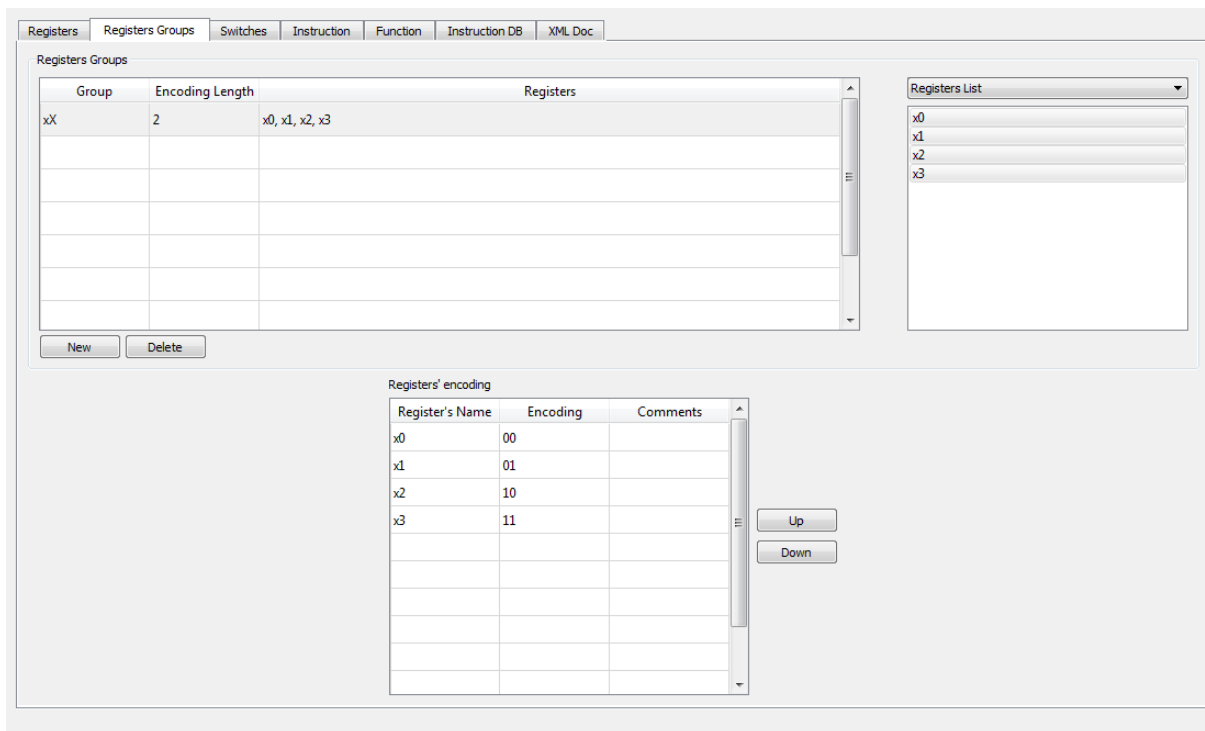 Registers Registers Groups Switches Instruction Function Instruction DB XML Doc
Registers Groups
Group Encoding Length Registers
xX 2 x0, x1, x2, x3
New Delete
Registers List
x0
x1
x2
x3
Registers' encoding
Register's Name Encoding Comments
x0 00
x1 01
x2 10
x3 11
Up
Down